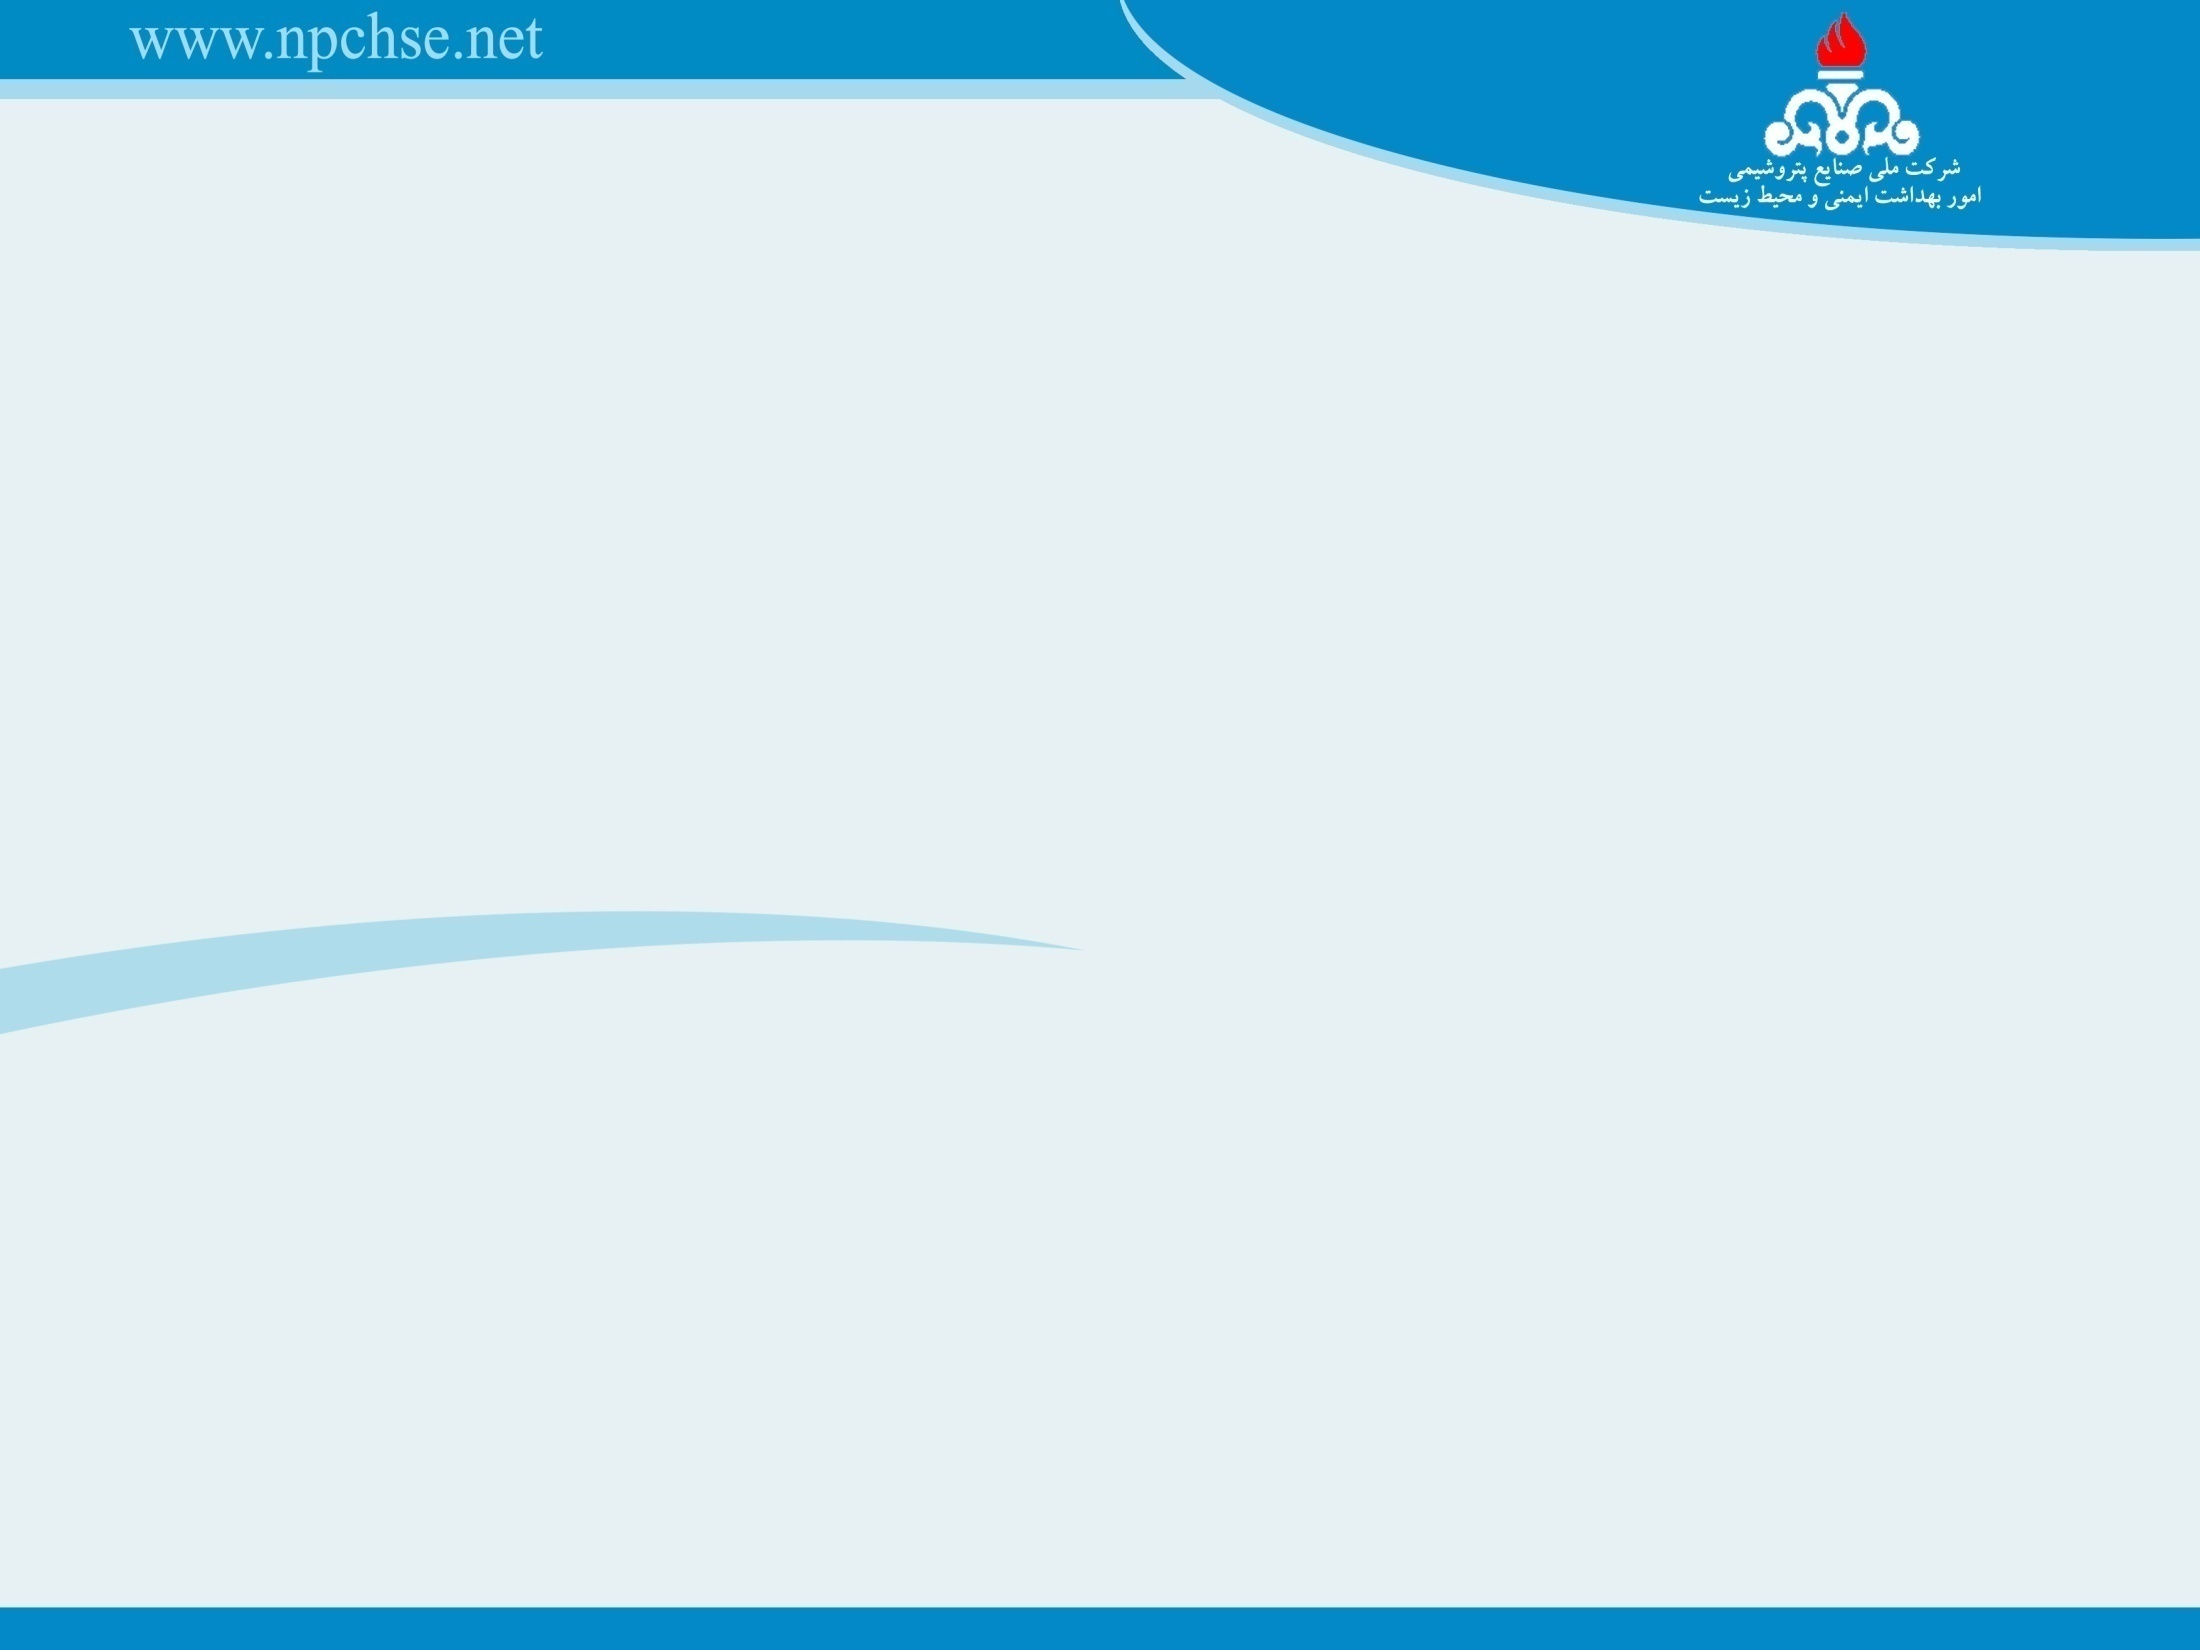 www.npchse.net
شرکت ملی صنایع پتروشیمی
امور بهداشت ایمنی و محیط زیست